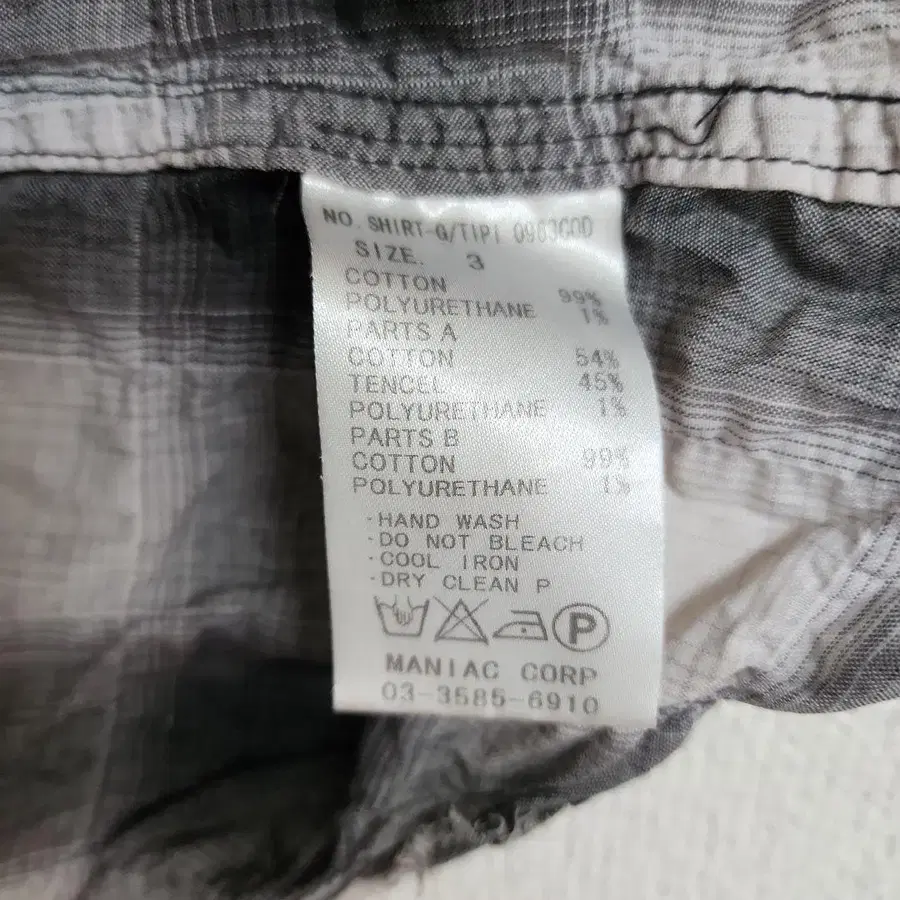 NO. SHIRT-G/TIPI
SIZE. 3
COTTON 99%
POLYURETHANE 1%
PARTS A
COTTON 54%
TENCEL 45%
POLYURETHANE 1%
PARTS B
COTTON 99%
POLYURETHANE 1%
·HAND WASH
·DO NOT BLEACH
·COOL IRON
·DRY CLEAN P
P
MANIAC CORP
03-3585-6910